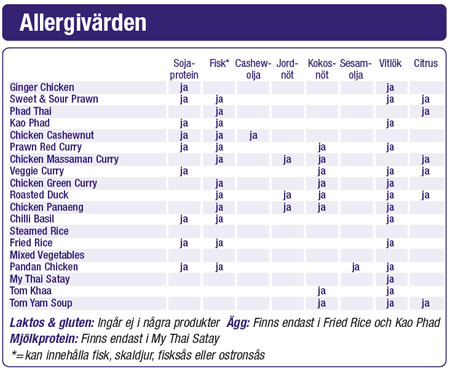 Allergivärden
Soja- Cashew- Jord- Kokos- Sesam-
protein Fisk* olja nöt nöt olja Vitlök Citrus
Ginger Chicken ja ja
Sweet & Sour Prawn ja ja ja ja
Phad Thai ja ja
Kao Phad ja ja ja
Chicken Cashewnut ja ja ja
Prawn Red Curry ja ja ja ja
Chicken Massaman Curry ja ja ja ja
Veggie Curry ja ja ja ja
Chicken Green Curry ja ja ja
Roasted Duck ja ja ja ja ja
Chicken Panaeng ja ja ja ja
Chilli Basil ja ja ja
Steamed Rice
Fried Rice ja ja ja
Mixed Vegetables
Pandan Chicken ja ja ja ja
My Thai Satay ja
Tom Khaa ja ja
Tom Yam Soup ja ja ja
Laktos & gluten: Ingår ej i några produkter Ägg: Finns endast i Fried Rice och Kao Phad
Mjölkprotein: Finns endast i My Thai Satay
*= kan innehålla fisk, skaldjur, fisksås eller ostronsås